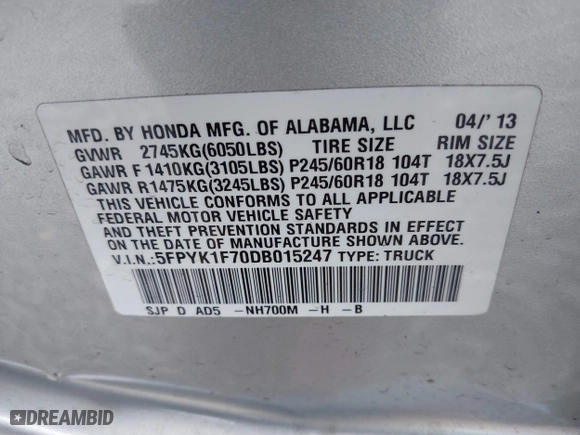 MFD. BY HONDA MFG. OF ALABAMA, LLC 04/'13
GVWR 2745KG(6050LBS) TIRE SIZE RIM SIZE
GAWR F 1410KG(3105LBS) P245/60R18 104T 18X7.5J
GAWR R1475KG(3245LBS) P245/60R18 104T 18X7.5J
THIS VEHICLE CONFORMS TO ALL APPLICABLE
FEDERAL MOTOR VEHICLE SAFETY
AND THEFT PREVENTION STANDARDS IN EFFECT
ON THE DATE OF MANUFACTURE SHOWN ABOVE.
V.I.N.: 5FPYK1F70DB015247 TYPE: TRUCK
SJP D AD5 -NH700M -H -B
DREAMBID